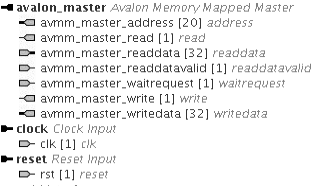 avalon_master Avalon Memory Mapped Master
avmm_master_address [20] address
avmm_master_read [1] read
avmm_master_readdata [32] readdata
avmm_master_readdatavalid [1] readdatavalid
avmm_master_waitrequest [1] waitrequest
avmm_master_write [1] write
avmm_master_writedata [32] writedata
clock Clock Input
clk [1] clk
reset Reset Input
rst [1] reset